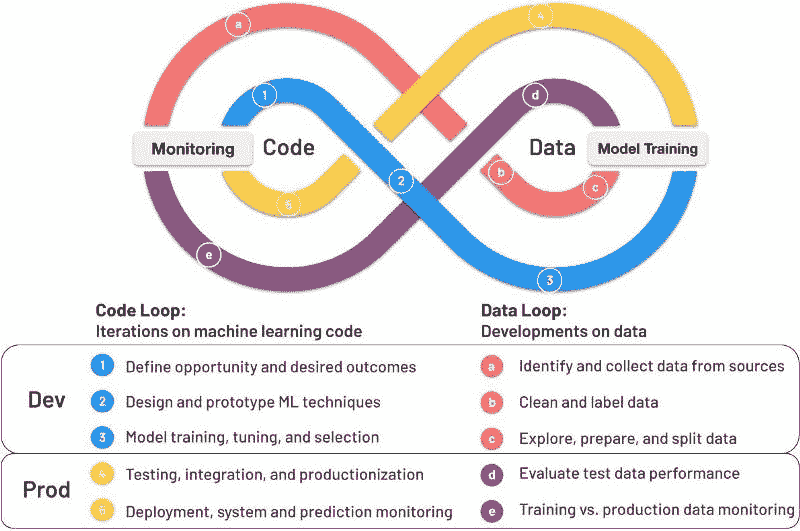 a
4
1
d
Monitoring
Code
Data
Model Training
b
2
c
e
3
Code Loop:
Iterations on machine learning code
Data Loop:
Developments on data
Dev
1 Define opportunity and desired outcomes
2 Design and prototype ML techniques
3 Model training, tuning, and selection
a Identify and collect data from sources
b Clean and label data
c Explore, prepare, and split data
Prod
4 Testing, integration, and productionization
Deployment, system and prediction monitoring
d Evaluate test data performance
e Training vs. production data monitoring